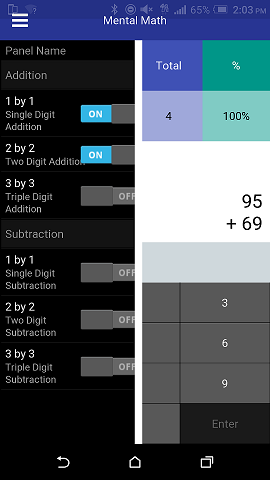 65% 2:03 PM
Mental Math
Panel Name
Addition
1 by 1
Single Digit
Addition
ON
2 by 2
Two Digit Addition
ON
3 by 3
Triple Digit
Addition
OFF
Subtraction
1 by 1
Single Digit
Subtraction
OFF
2 by 2
Two Digit
Subtraction
OFF
3 by 3
Triple Digit
Subtraction
OFF
Total %
4 100%
95
+ 69
3
6
9
Enter